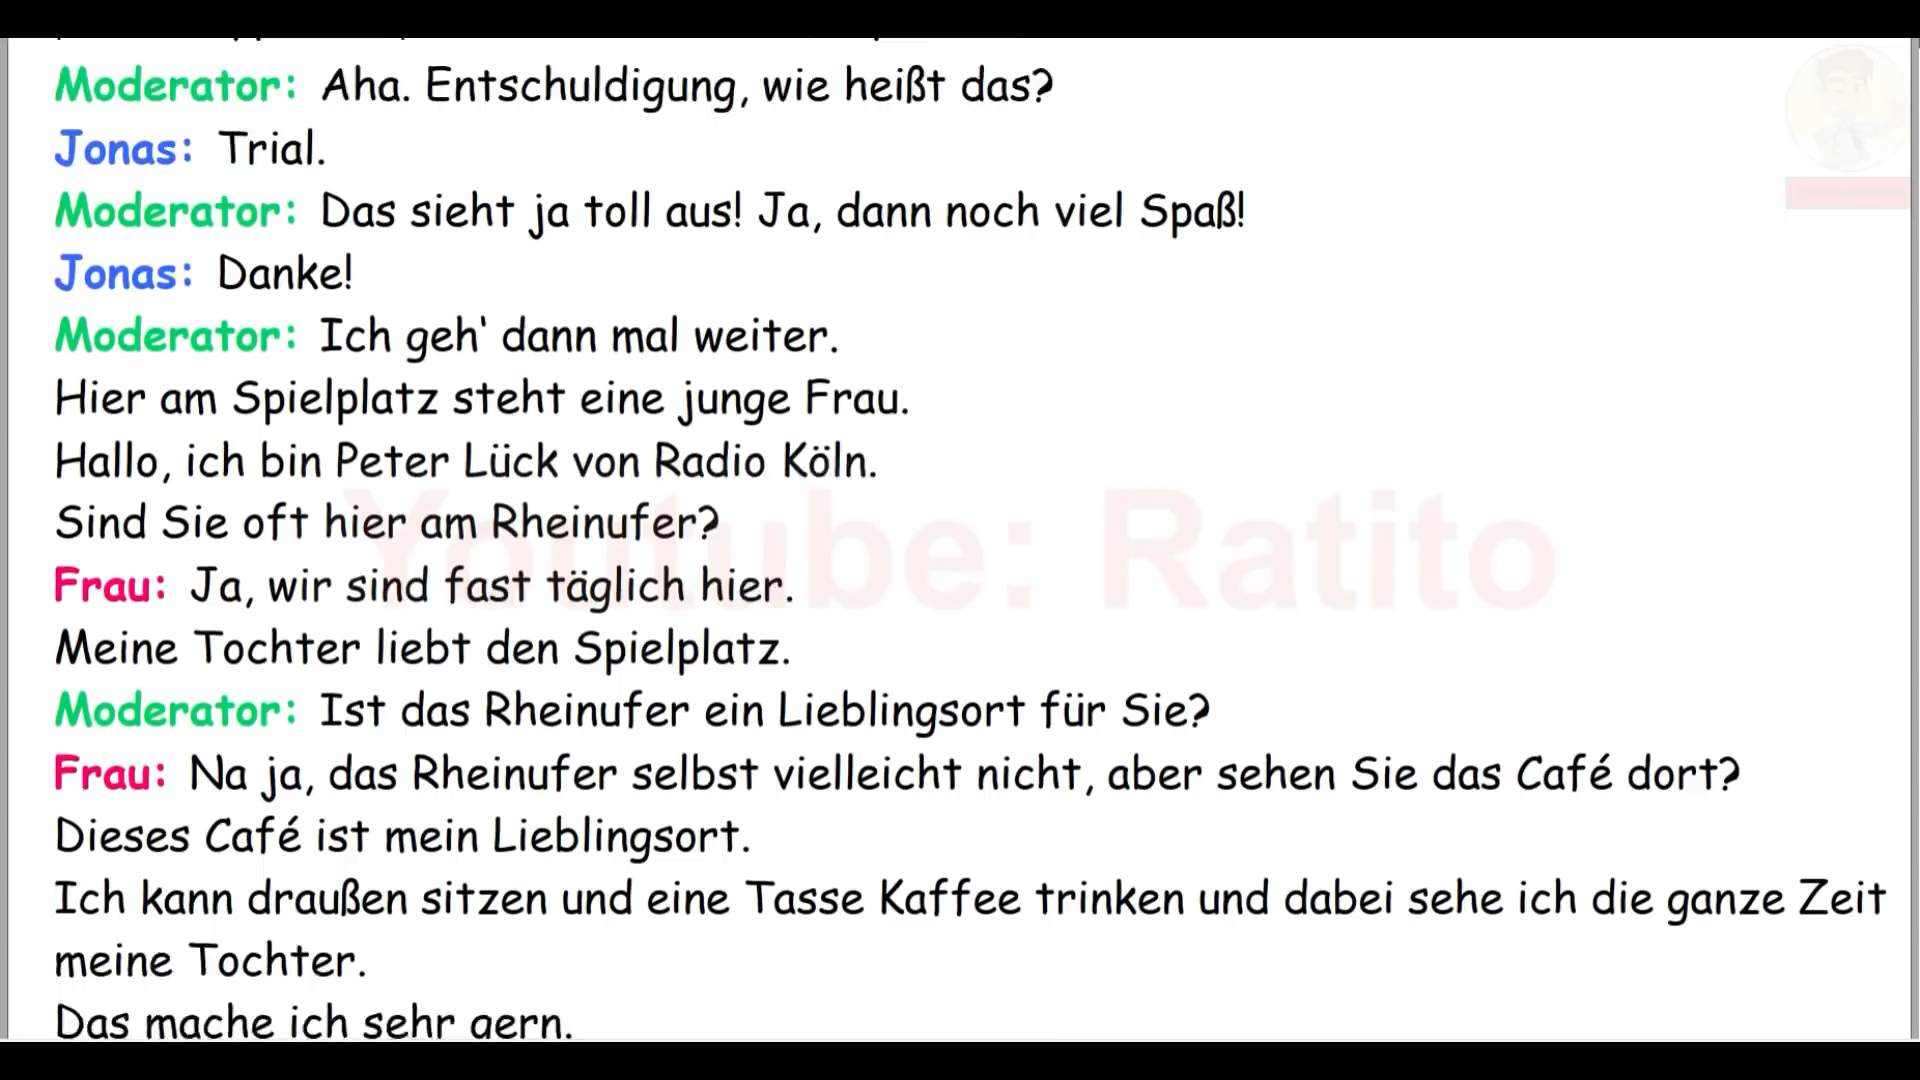 Moderator: Aha. Entschuldigung, wie heißt das?
Jonas: Trial.
Moderator: Das sieht ja toll aus! Ja, dann noch viel Spaß!
Jonas: Danke!
Moderator: Ich geh' dann mal weiter.
Hier am Spielplatz steht eine junge Frau.
Hallo, ich bin Peter Lück von Radio Köln.
Sind Sie oft hier am Rheinufer?
Youtube: Ratito
Frau: Ja, wir sind fast täglich hier.
Meine Tochter liebt den Spielplatz.
Moderator: Ist das Rheinufer ein Lieblingsort für Sie?
Frau: Na ja, das Rheinufer selbst vielleicht nicht, aber sehen Sie das Café dort?
Dieses Café ist mein Lieblingsort.
Ich kann draußen sitzen und eine Tasse Kaffee trinken und dabei sehe ich die ganze Zeit
meine Tochter.
Das mache ich sehr gern.